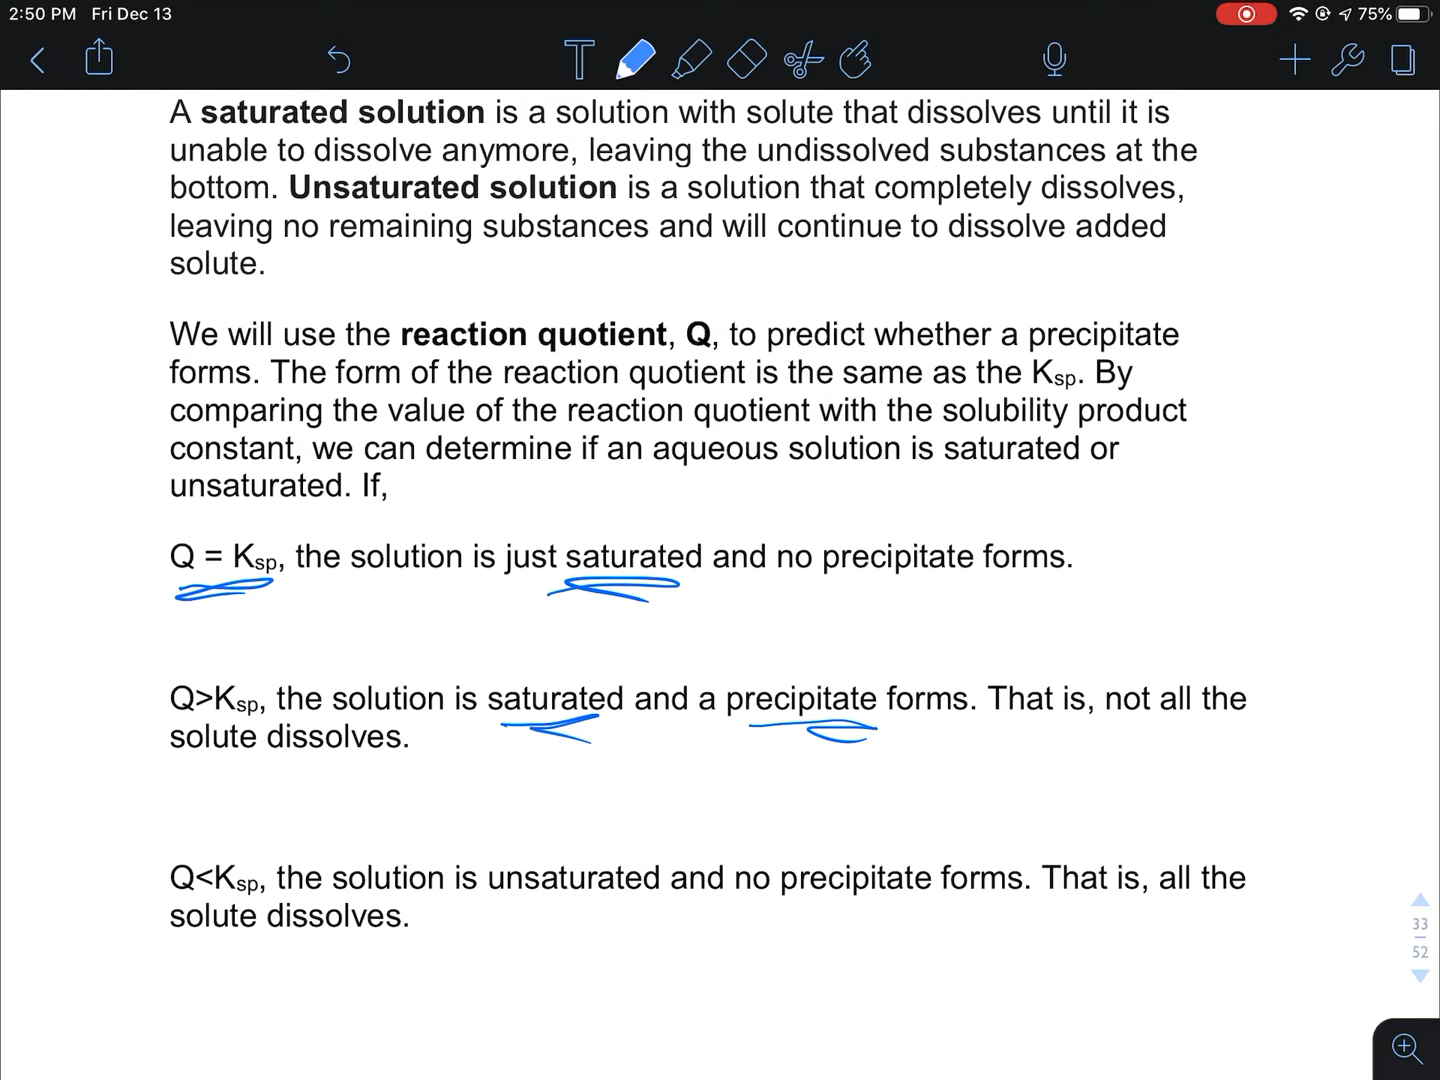 2:50 PM Fri Dec 13
75%
T
A saturated solution is a solution with solute that dissolves until it is
unable to dissolve anymore, leaving the undissolved substances at the
bottom. Unsaturated solution is a solution that completely dissolves,
leaving no remaining substances and will continue to dissolve added
solute.
We will use the reaction quotient, Q, to predict whether a precipitate
forms. The form of the reaction quotient is the same as the Ksp. By
comparing the value of the reaction quotient with the solubility product
constant, we can determine if an aqueous solution is saturated or
unsaturated. If,
Q = Ksp, the solution is just saturated and no precipitate forms.
Q>Ksp, the solution is saturated and a precipitate forms. That is, not all the
solute dissolves.
Q<Ksp, the solution is unsaturated and no precipitate forms. That is, all the
solute dissolves.
33
52